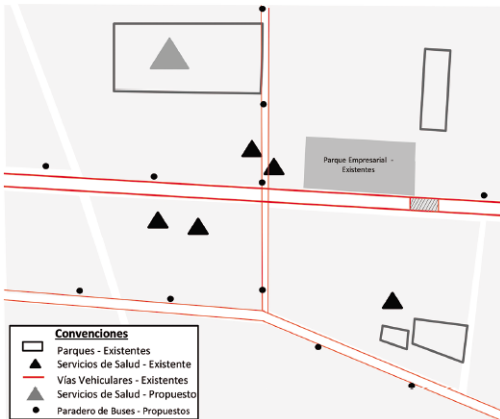 Parque Empresarial -
Existentes
Convenciones
Parques - Existentes
Servicios de Salud - Existente
Vías Vehiculares - Existentes
Servicios de Salud - Propuesto
Paradero de Buses - Propuestos